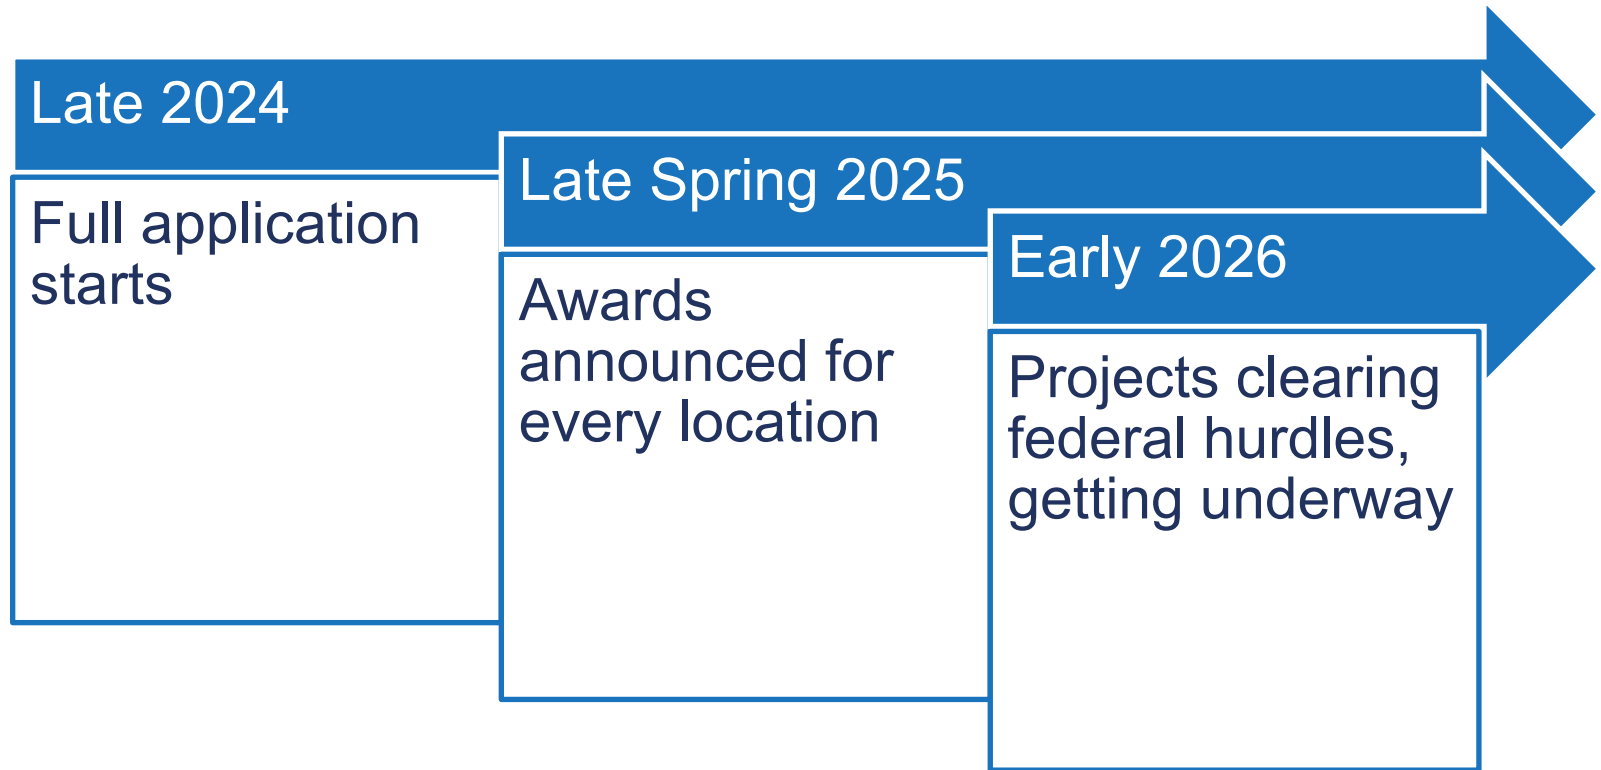 Late 2024
Full application
starts
Late Spring 2025
Awards
announced for
every location
Early 2026
Projects clearing
federal hurdles,
getting underway